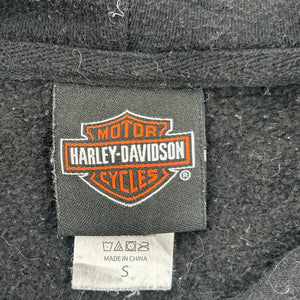 MOTOR
HARLEY-DAVIDSON
CYCLES
®
MADE IN CHINA
S